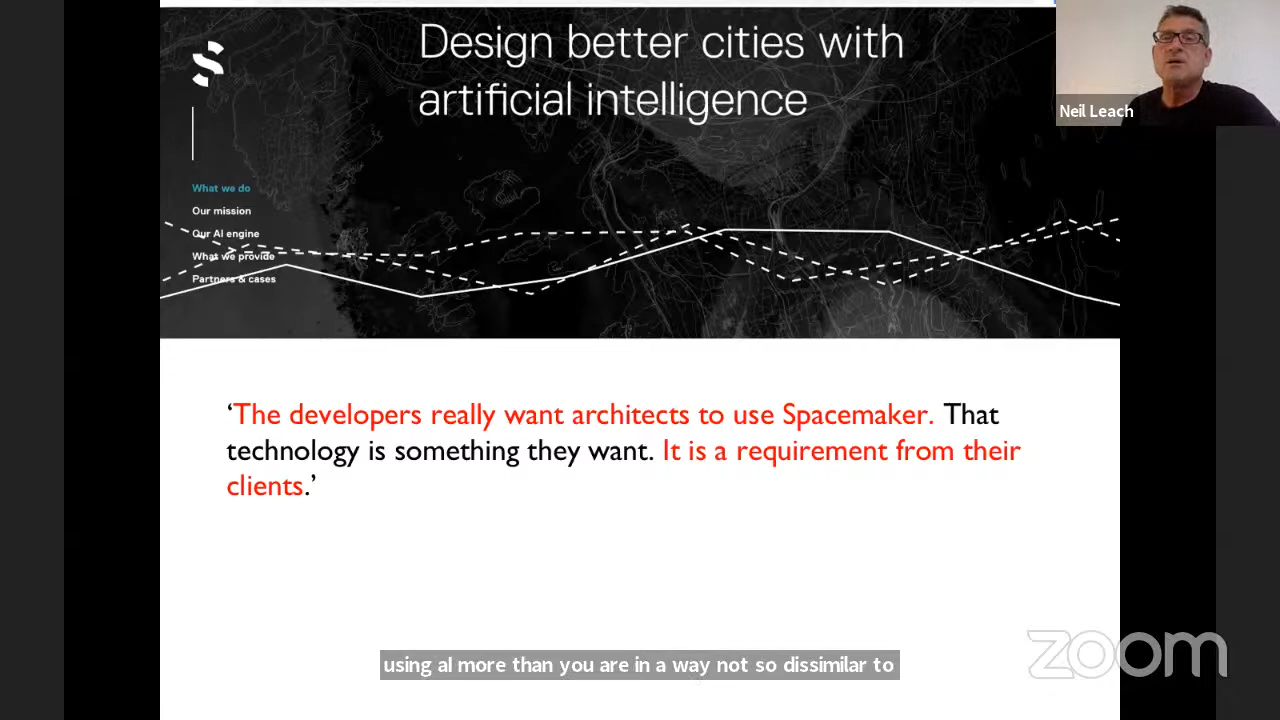 Design better cities with
artificial intelligence
Neil Leach
What we do
Our mission
Our AI engine
What we provide
Partners & cases
‘The developers really want architects to use Spacemaker. That
technology is something they want. It is a requirement from their
clients.’
using al more than you are in a way not so dissimilar to
zoom